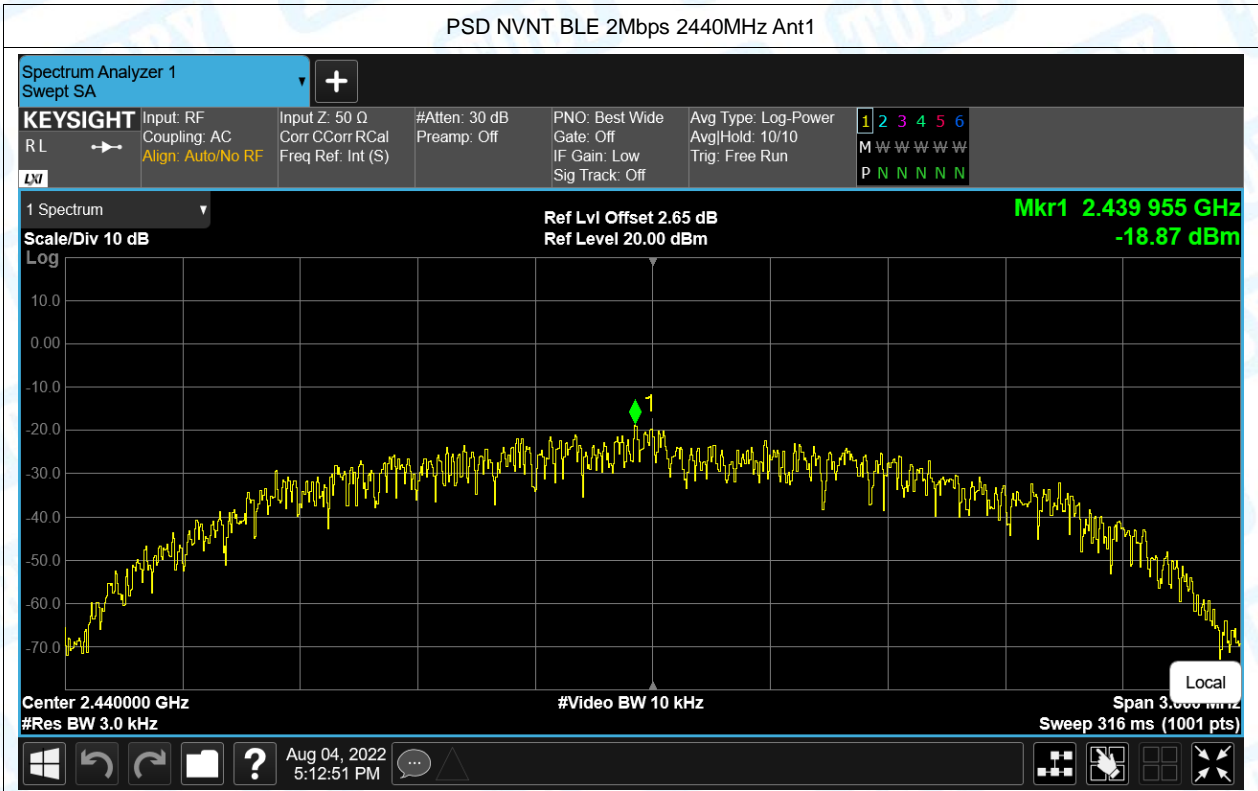 PSD NVNT BLE 2Mbps 2440MHz Ant1
Spectrum Analyzer 1
Swept SA
KEYSIGHT
R L
LXI
Input: RF
Coupling: AC
Align: Auto/No RF
Input Z: 50 Ω
Corr CCorr RCal
Freq Ref: Int (S)
#Atten: 30 dB
Preamp: Off
PNO: Best Wide
Gate: Off
IF Gain: Low
Sig Track: Off
Avg Type: Log-Power
Avg|Hold: 10/10
Trig: Free Run
1 2 3 4 5 6
M W W W W W
P N N N N N
1 Spectrum
Scale/Div 10 dB
Ref Lvl Offset 2.65 dB
Ref Level 20.00 dBm
Mkr1 2.439 955 GHz
-18.87 dBm
Log
10.0
0.00
-10.0
-20.0
-30.0
-40.0
-50.0
-60.0
-70.0
1
Local
Center 2.440000 GHz
#Video BW 10 kHz
Span 3.000 MHz
#Res BW 3.0 kHz
Sweep 316 ms (1001 pts)
?
Aug 04, 2022
5:12:51 PM